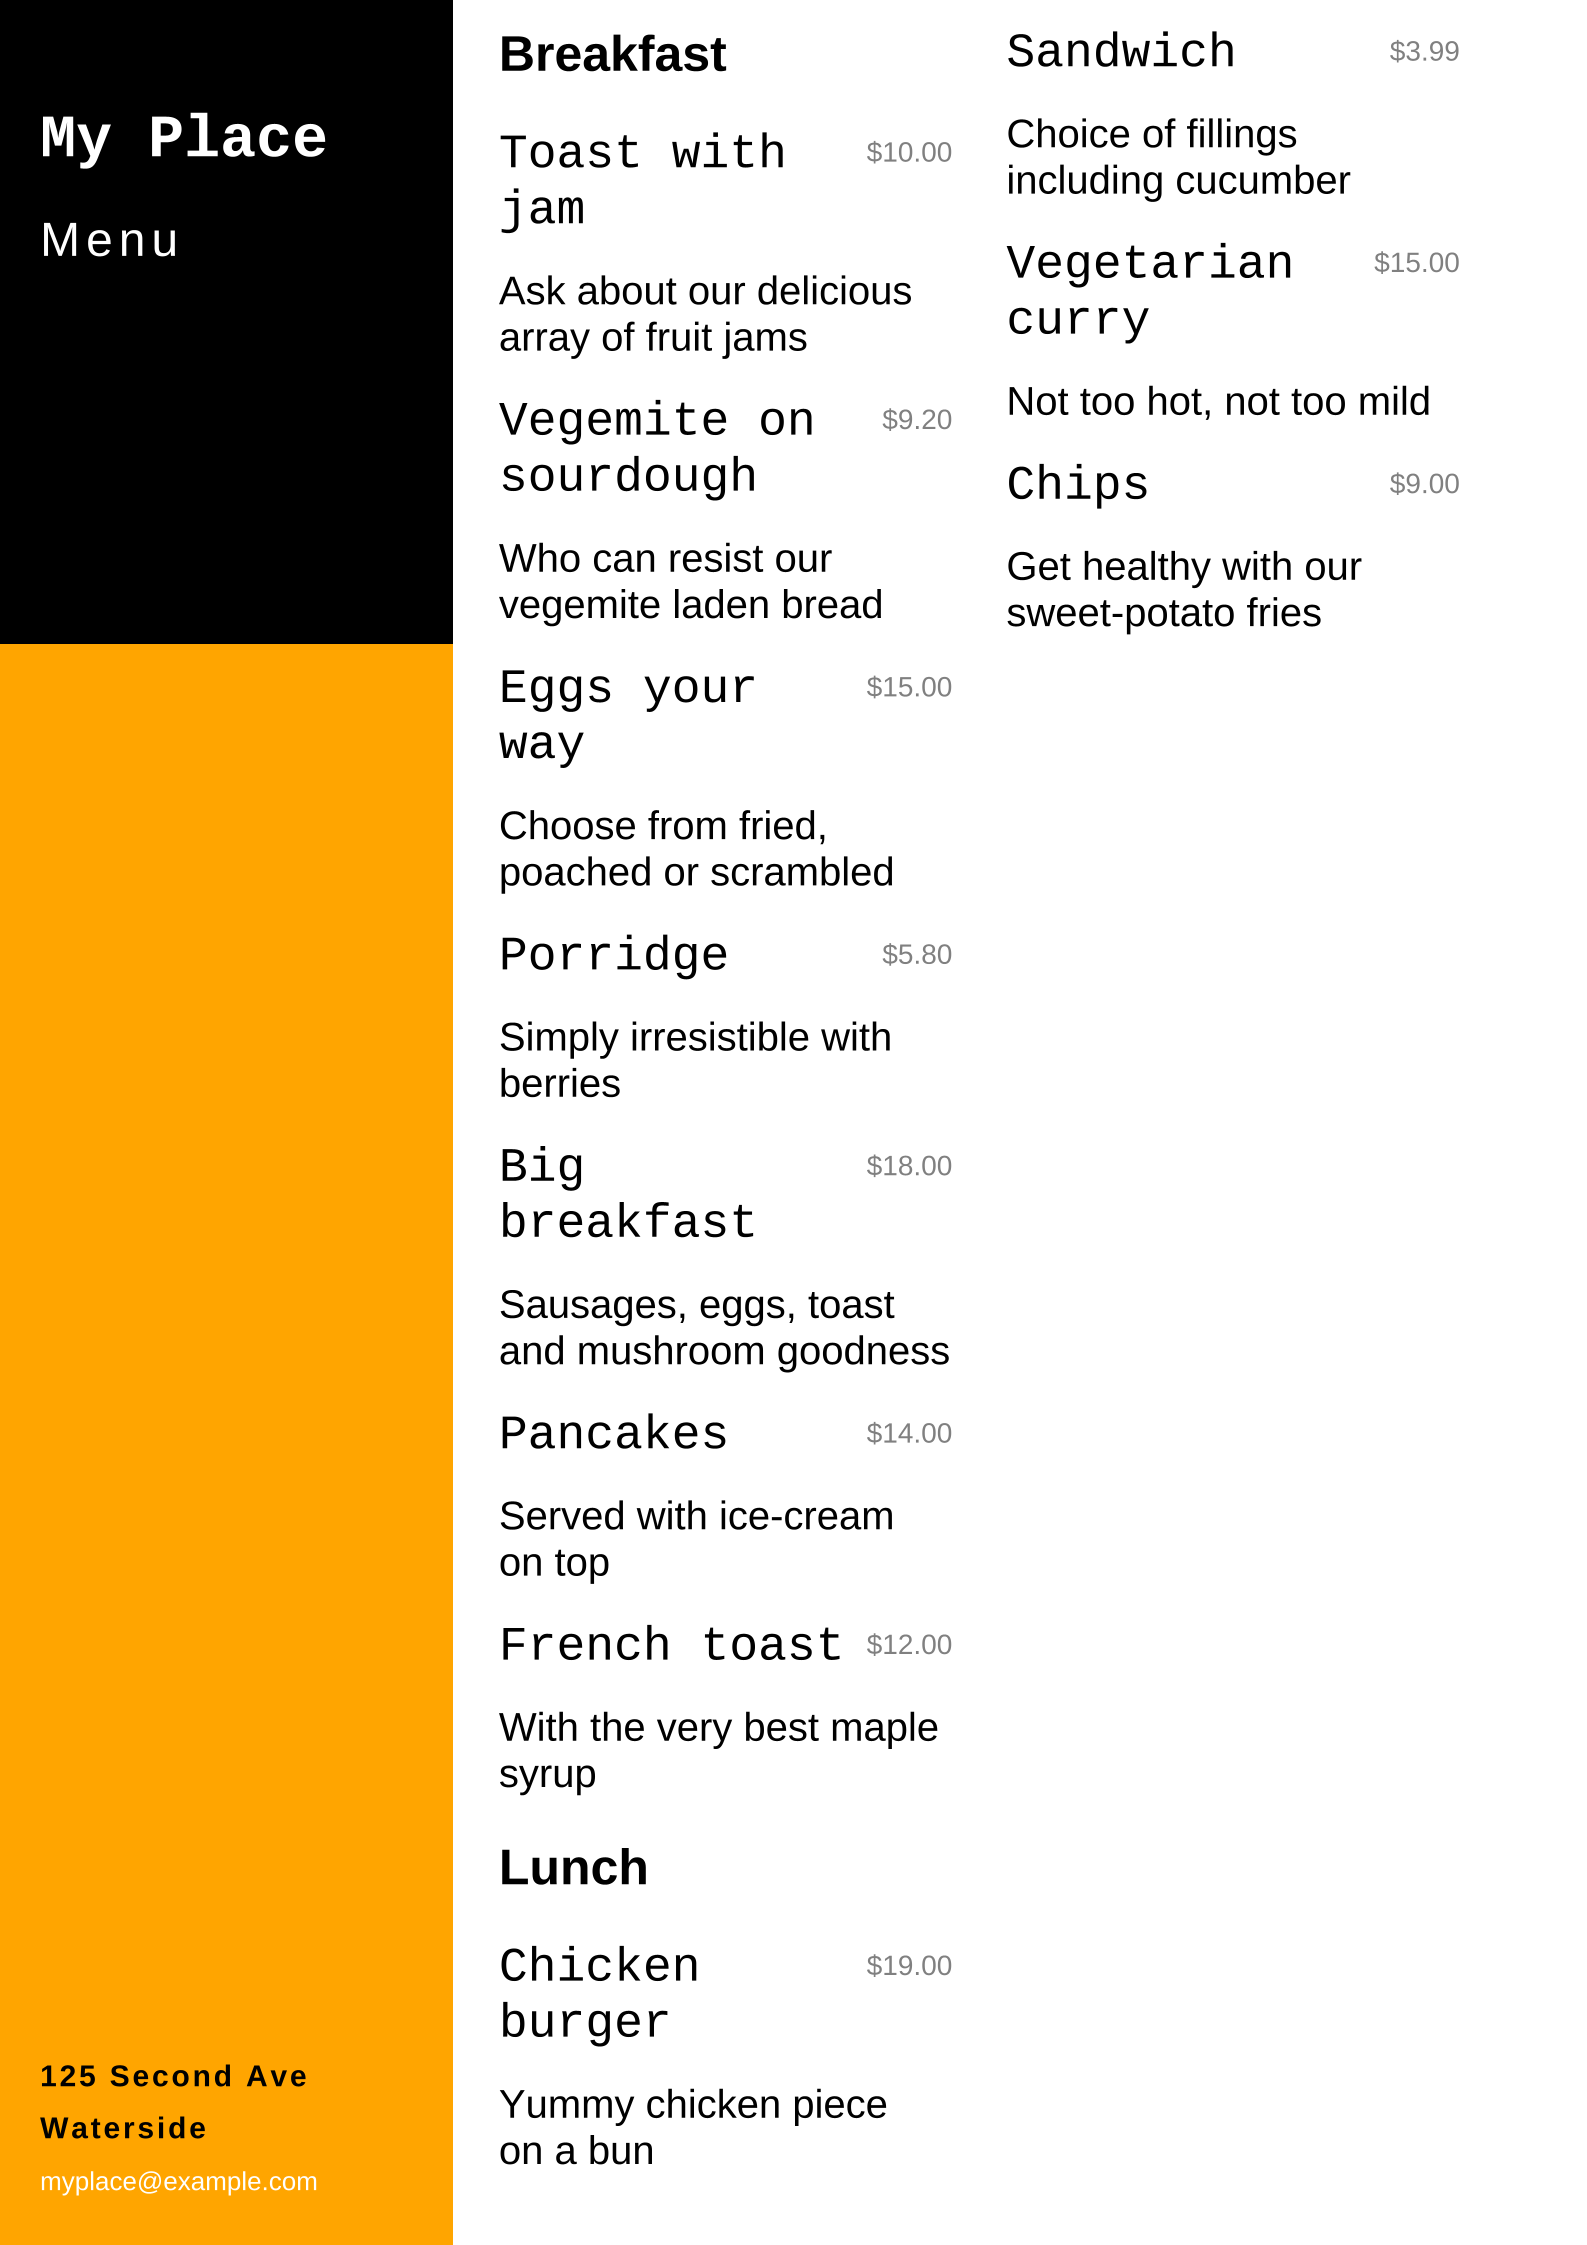 My Place
Menu
125 Second Ave
Waterside
myplace@example.com
Breakfast
Toast with $10.00
jam
Ask about our delicious
array of fruit jams
Vegemite on $9.20
sourdough
Who can resist our
vegemite laden bread
Eggs your $15.00
way
Choose from fried,
poached or scrambled
Porridge $5.80
Simply irresistible with
berries
Big $18.00
breakfast
Sausages, eggs, toast
and mushroom goodness
Pancakes $14.00
Served with ice-cream
on top
French toast $12.00
With the very best maple
syrup
Lunch
Chicken $19.00
burger
Yummy chicken piece
on a bun
Sandwich $3.99
Choice of fillings
including cucumber
Vegetarian $15.00
curry
Not too hot, not too mild
Chips $9.00
Get healthy with our
sweet-potato fries